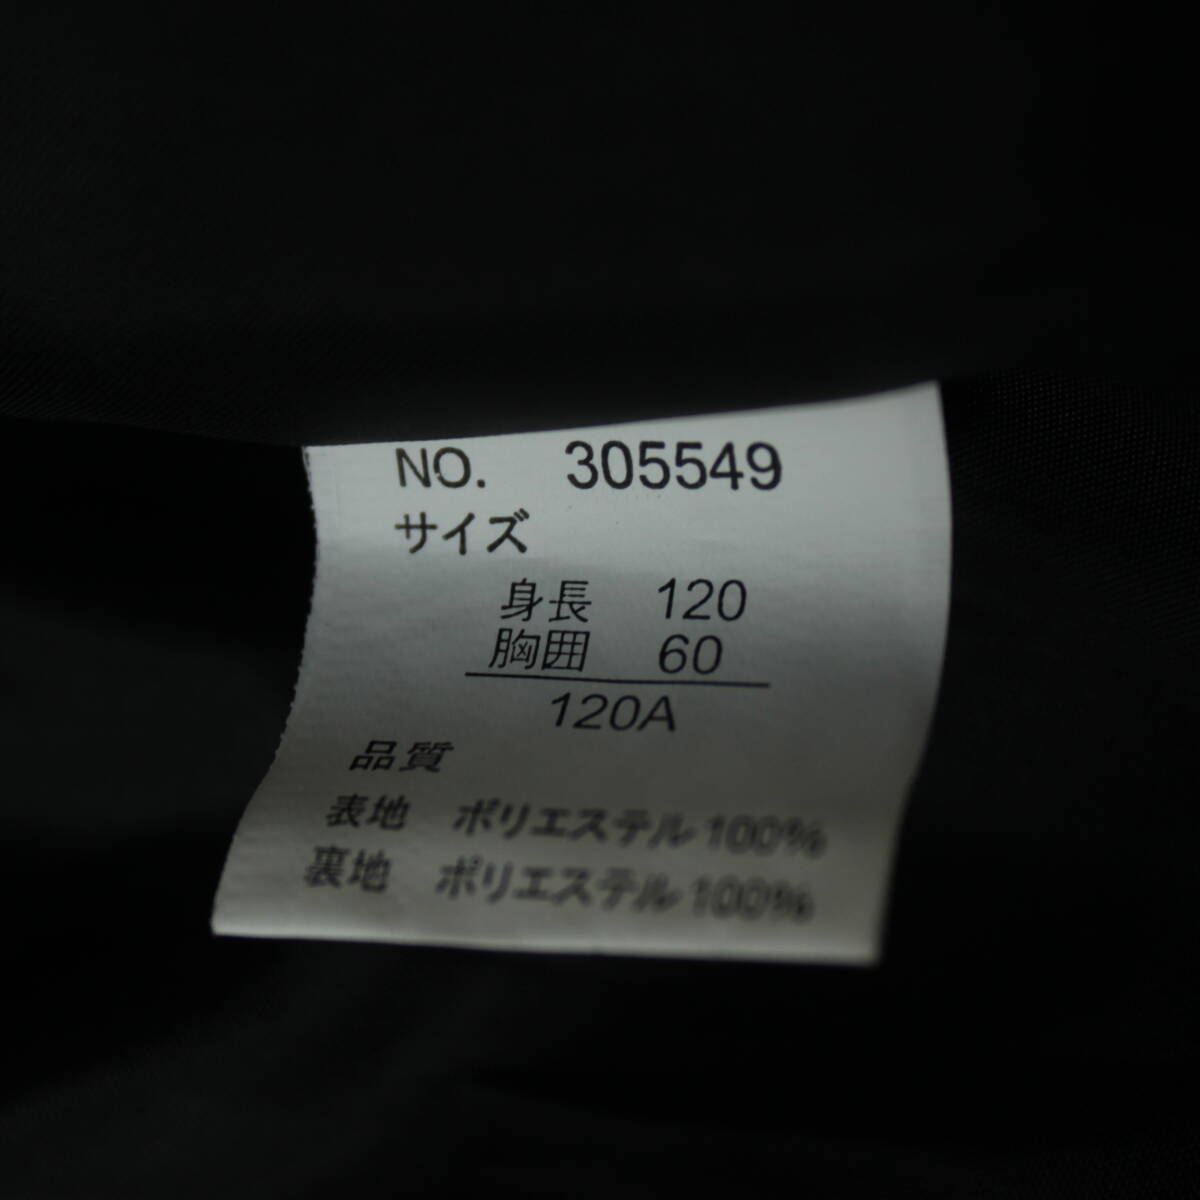 NO. 305549
サイズ
身長 120
胸囲 60
120A
品質
表地 ポリエステル100%
裏地 ポリエステル100%